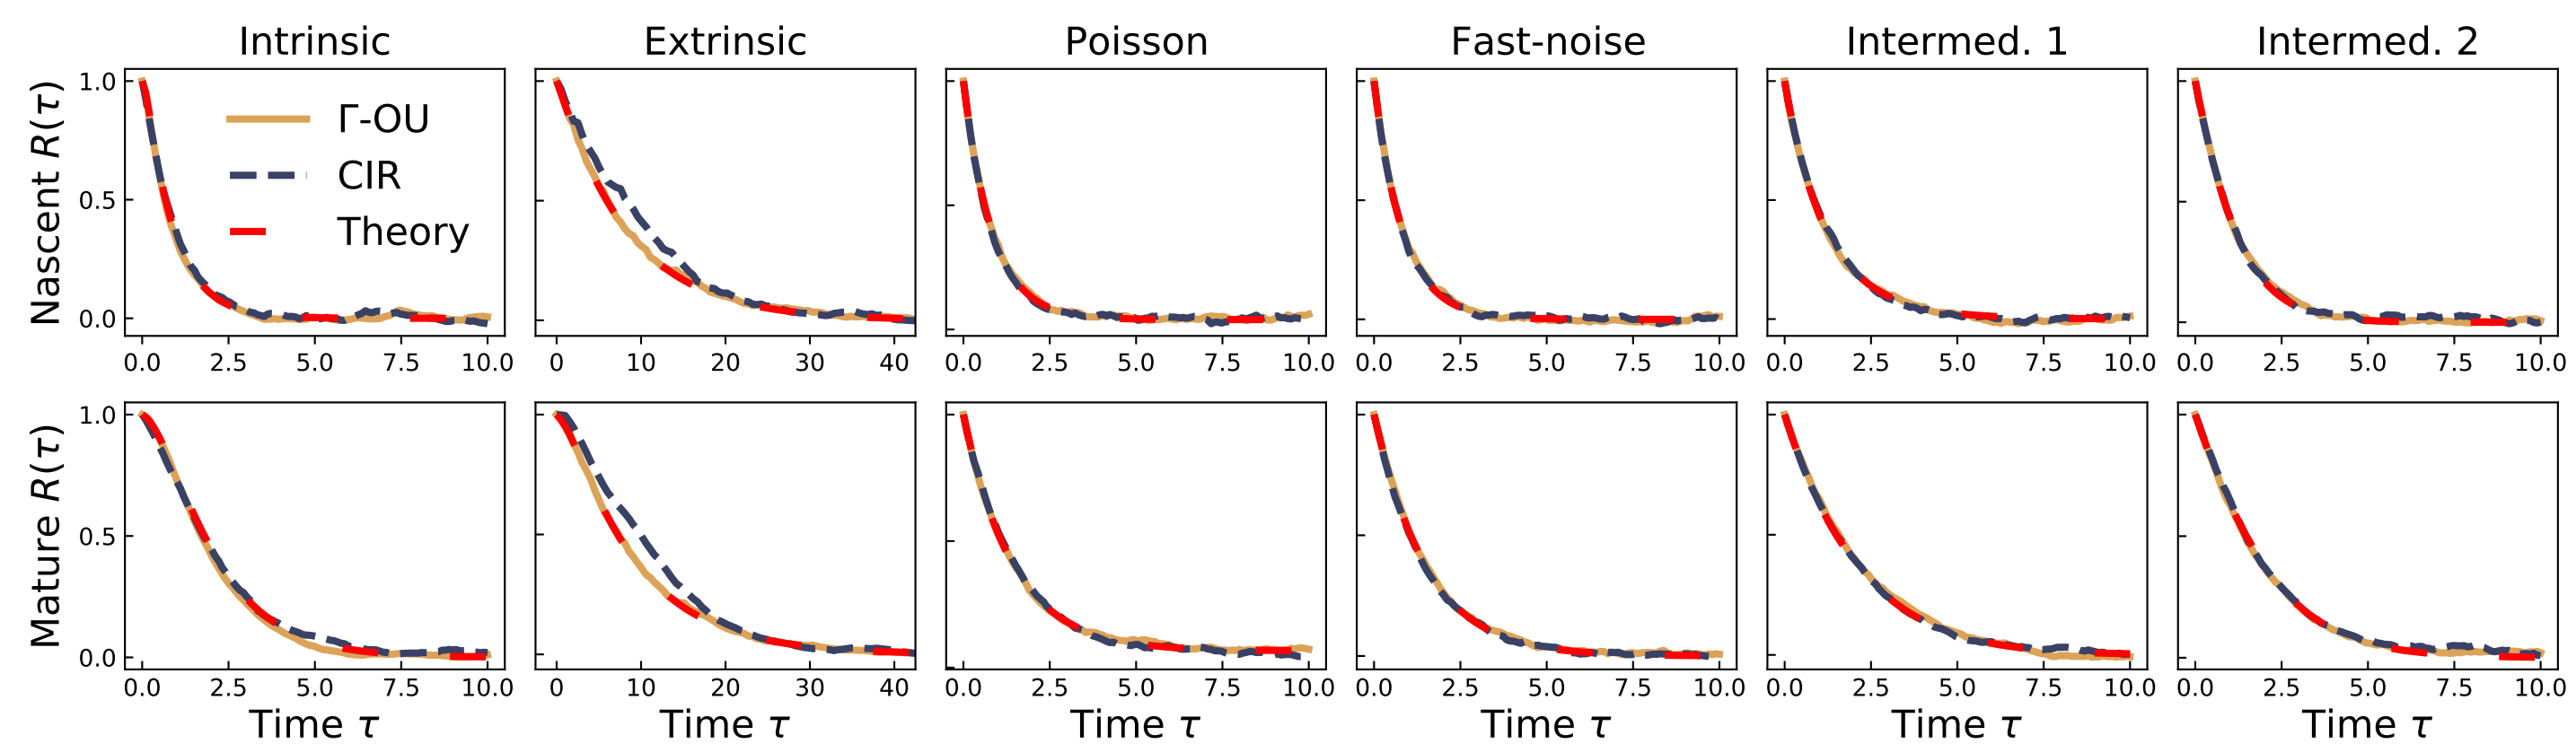 Intrinsic Extrinsic Poisson Fast-noise Intermed. 1 Intermed. 2
Nascent R(τ)
1.0
0.5
0.0
Γ-OU
CIR
Theory
0.0 2.5 5.0 7.5 10.0 0 10 20 30 40 0.0 2.5 5.0 7.5 10.0 0.0 2.5 5.0 7.5 10.0 0.0 2.5 5.0 7.5 10.0 0.0 2.5 5.0 7.5 10.0
Mature R(τ)
1.0
0.5
0.0
0.0 2.5 5.0 7.5 10.0 0 10 20 30 40 0.0 2.5 5.0 7.5 10.0 0.0 2.5 5.0 7.5 10.0 0.0 2.5 5.0 7.5 10.0 0.0 2.5 5.0 7.5 10.0
Time τ Time τ Time τ Time τ Time τ Time τ